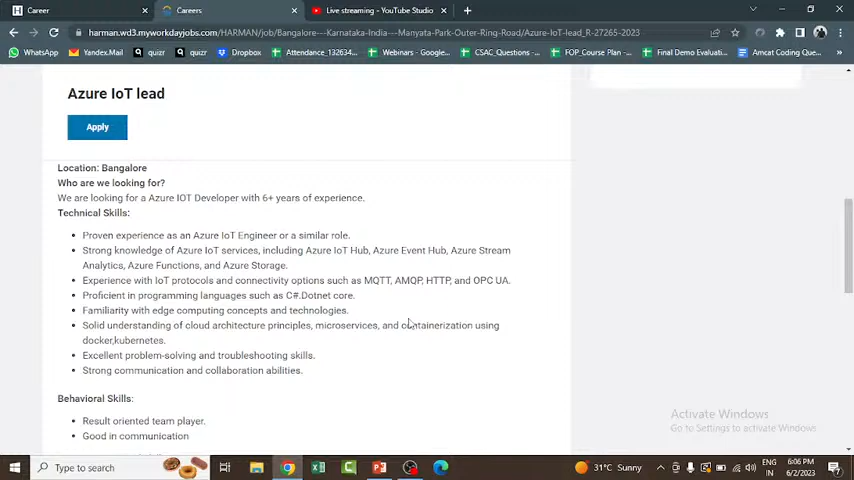 Career
Careers
Live streaming - YouTube Studio
harman.wd3.myworkdayjobs.com/HARMAN/job/Bangalore---Karnataka-India---Manyata-Park-Outer-Ring-Road/Azure-IoT-lead_R-27265-2023
WhatsApp
Yandex.Mail
quizr
quizr
Dropbox
Attendance_132634...
Webinars - Google S...
CSAC_Questions - G...
FOP_Course Plan - ...
Final Demo Evaluati...
Amcat Coding Que...
Azure IoT lead
Apply
Location: Bangalore
Who are we looking for?
We are looking for a Azure IOT Developer with 6+ years of experience.
Technical Skills:
Proven experience as an Azure IoT Engineer or a similar role.
Strong knowledge of Azure IoT services, including Azure IoT Hub, Azure Event Hub, Azure Stream
Analytics, Azure Functions, and Azure Storage.
Experience with IoT protocols and connectivity options such as MQTT, AMQP, HTTP, and OPC UA.
Proficient in programming languages such as C#.Dotnet core.
Familiarity with edge computing concepts and technologies.
Solid understanding of cloud architecture principles, microservices, and containerization using
docker,kubernetes.
Excellent problem-solving and troubleshooting skills.
Strong communication and collaboration abilities.
Behavioral Skills:
Result oriented team player.
Good in communication
Activate Windows
Go to Settings to activate Windows.
Type to search
31°C Sunny
ENG
IN
6:06 PM
6/2/2023